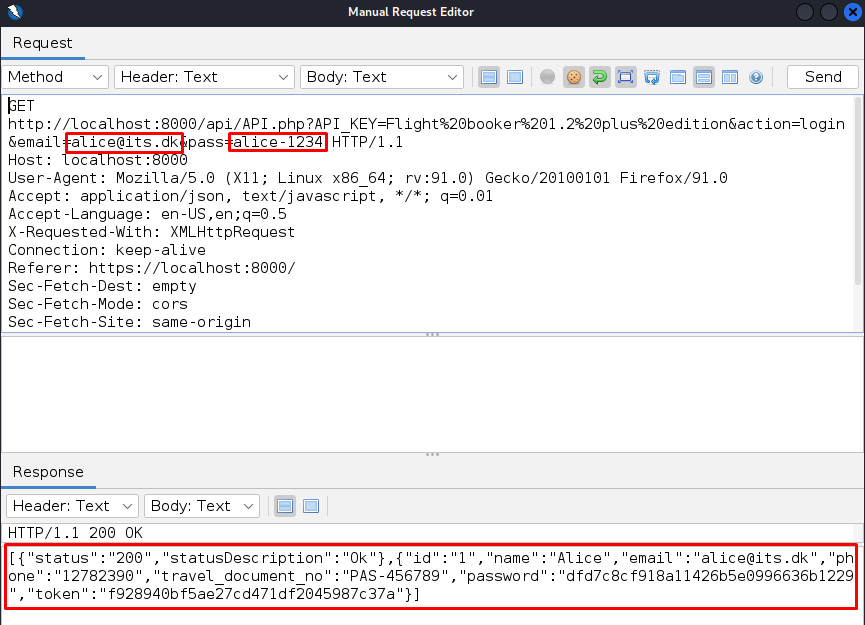 Manual Request Editor
Request
Method Header: Text Body: Text Send
GET
http://localhost:8000/api/API.php?API_KEY=Flight%20booker%201.2%20plus%20edition&action=login
&email=alice@its.dk&pass=alice-1234 HTTP/1.1
Host: localhost:8000
User-Agent: Mozilla/5.0 (X11; Linux x86_64; rv:91.0) Gecko/20100101 Firefox/91.0
Accept: application/json, text/javascript, */*; q=0.01
Accept-Language: en-US,en;q=0.5
X-Requested-With: XMLHttpRequest
Connection: keep-alive
Referer: https://localhost:8000/
Sec-Fetch-Dest: empty
Sec-Fetch-Mode: cors
Sec-Fetch-Site: same-origin
Response
Header: Text Body: Text
HTTP/1.1 200 OK
[{"status":"200","statusDescription":"Ok"},{"id":"1","name":"Alice","email":"alice@its.dk","ph
one":"12782390","travel_document_no":"PAS-456789","password":"dfd7c8cf918a11426b5e0996636b1229
","token":"f928940bf5ae27cd471df2045987c37a"}]